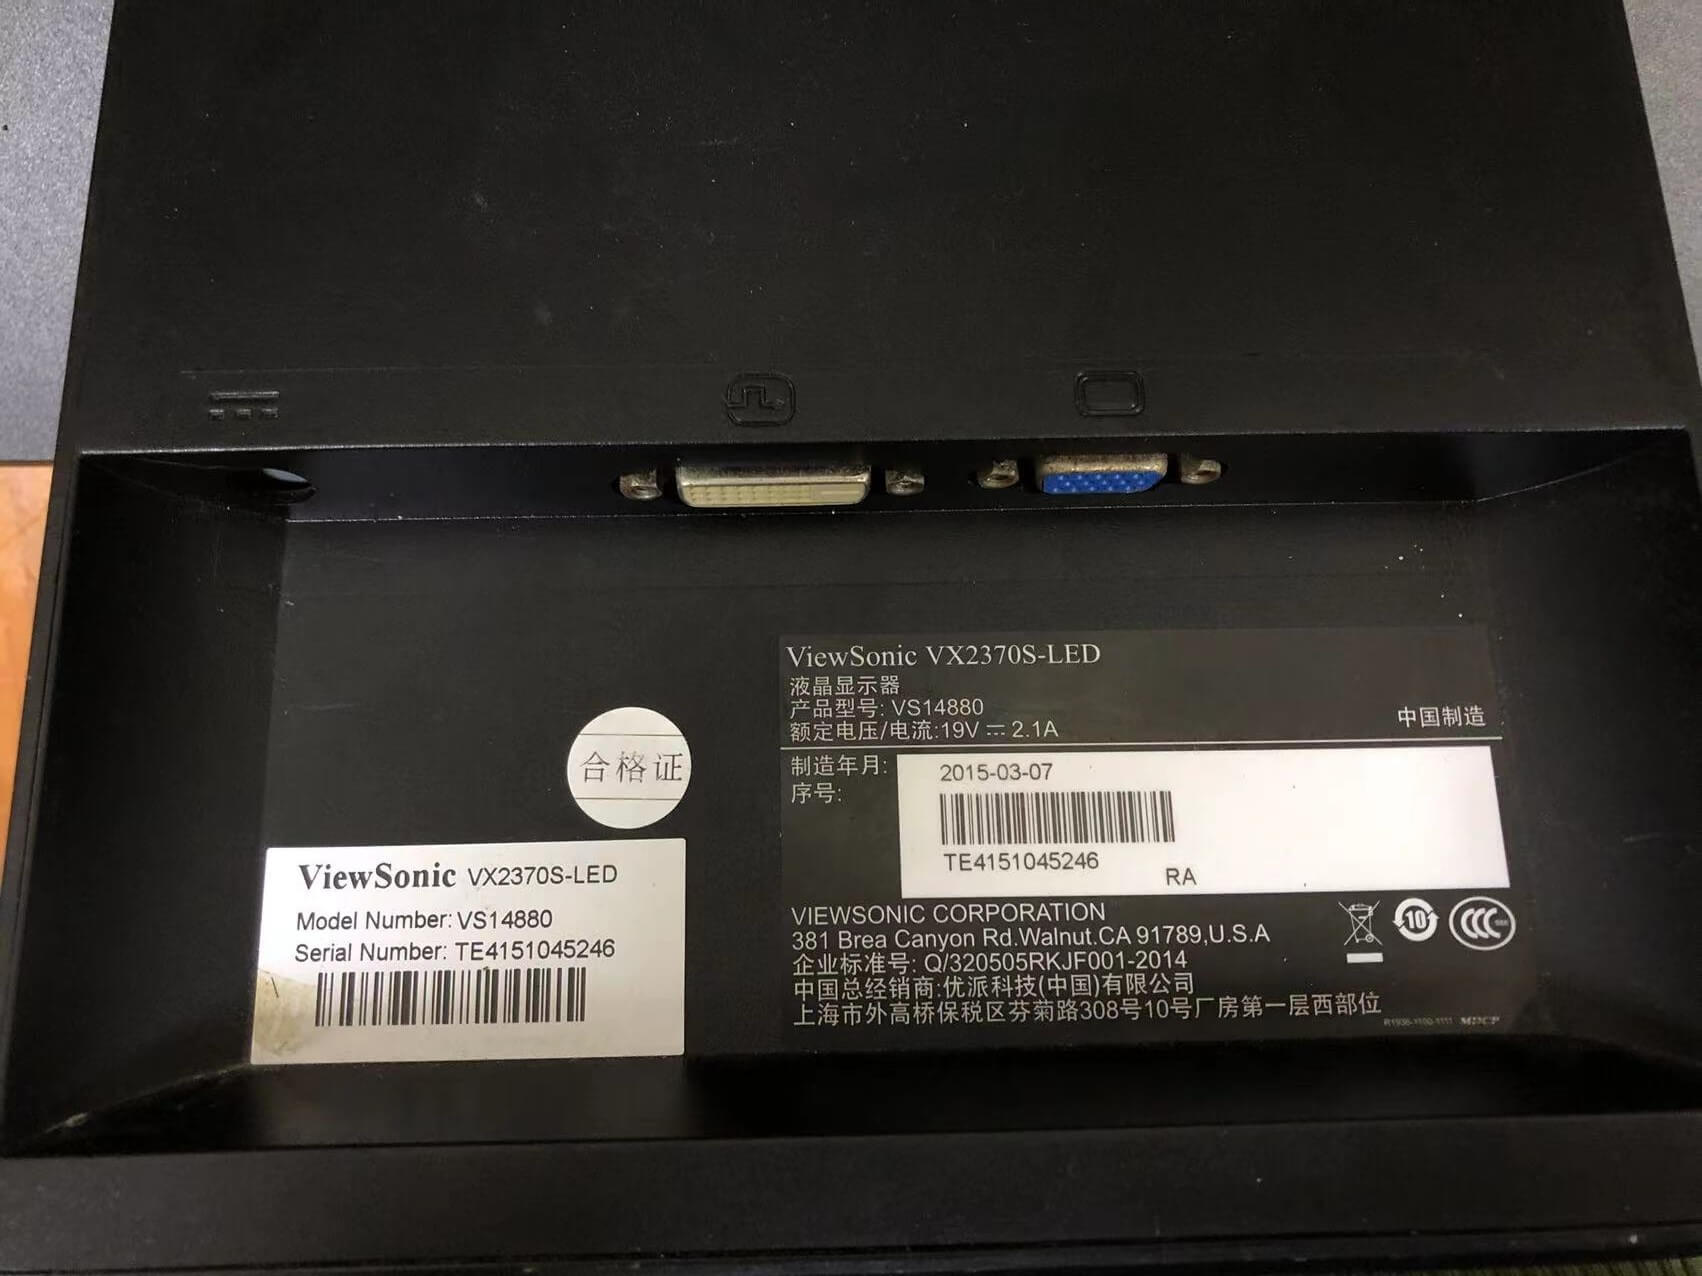 ViewSonic VX2370S-LED
液晶显示器
产品型号: VS14880
额定电压/电流:19V 2.1A
中国制造
制造年月: 2015-03-07
序号:
TE4151045246
RA
VIEWSONIC CORPORATION
381 Brea Canyon Rd.Walnut.CA 91789,U.S.A
企业标准号: Q/320505RKJF001-2014
中国总经销商:优派科技(中国)有限公司
上海市外高桥保税区芬菊路308号10号厂房第一层西部位
10
合格证
ViewSonic VX2370S-LED
Model Number: VS14880
Serial Number: TE4151045246